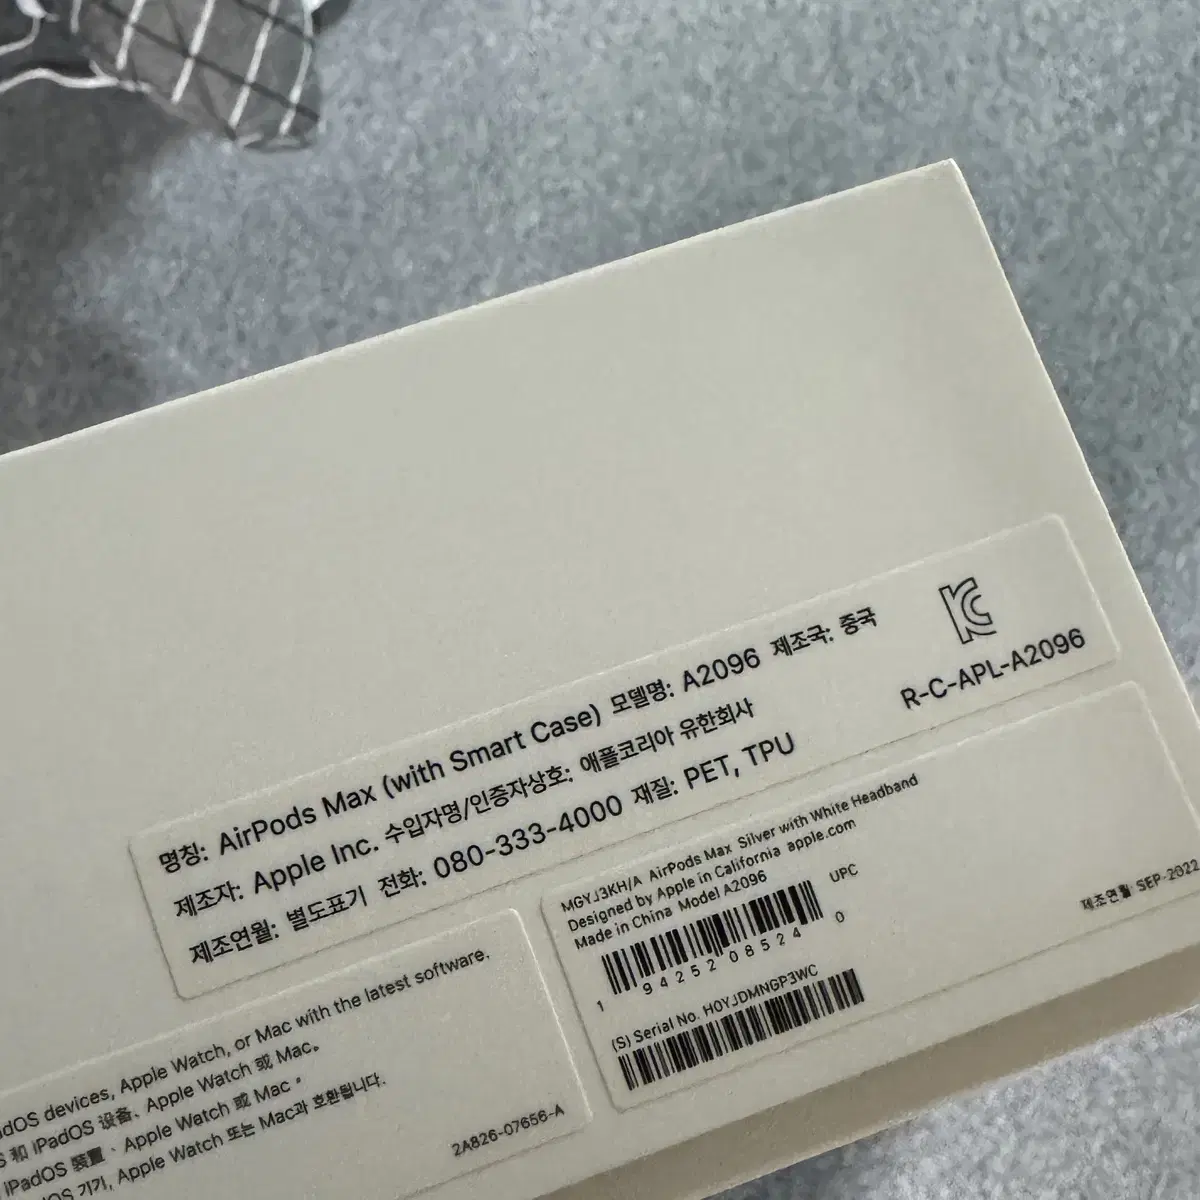 명칭: AirPods Max (with Smart Case) 모델명: A2096 제조국: 중국
제조자: Apple Inc. 수입자명/인증자상호: 애플코리아 유한회사
제조연월: 별도표기 전화: 080-333-4000 재질: PET, TPU
R-C-APL-A2096
MGYJ3KH/A AirPods Max Silver with White Headband
Designed by Apple in California apple.com
Made in China Model A2096
UPC
1 94252 08524 0
(S) Serial No. H0YJDMNGP3WC
제조연월: SEP-2022
adOS devices, Apple Watch, or Mac with the latest software.
S 和 iPadOS 设备、Apple Watch 或 Mac。
iPadOS 裝置、Apple Watch 或 Mac。
adOS 기기, Apple Watch 또는 Mac과 호환됩니다.
2A826-07656-A